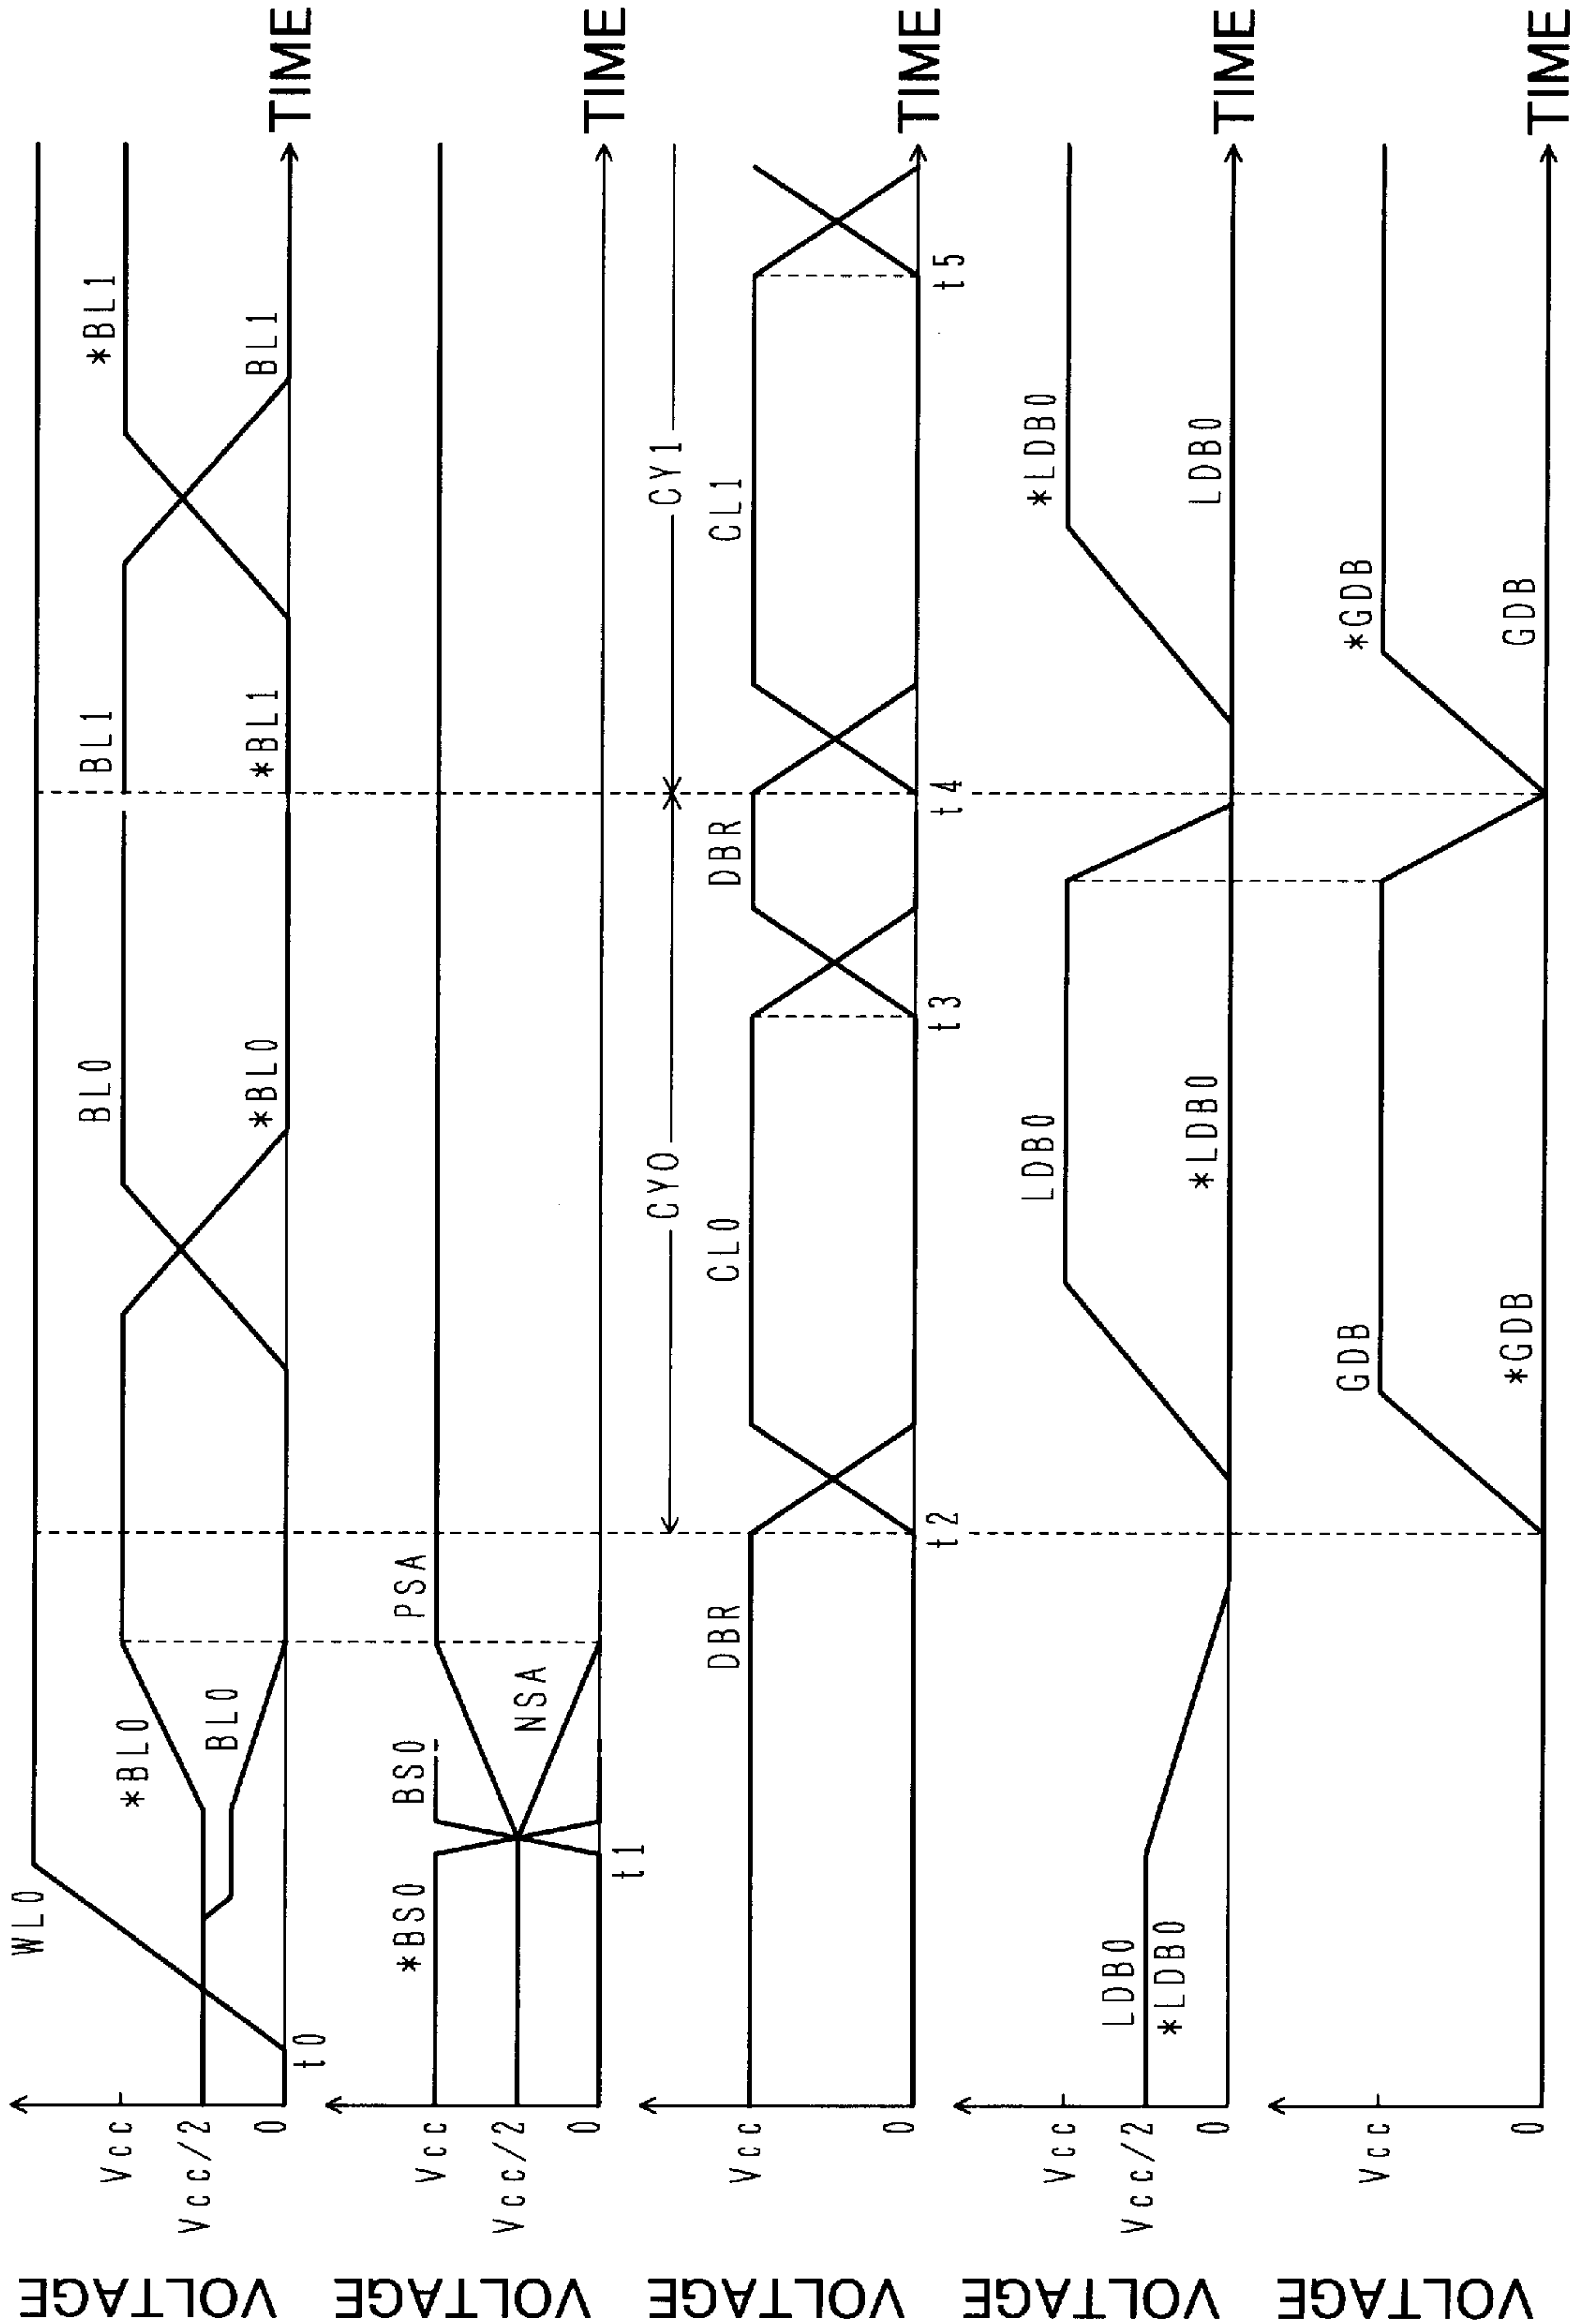 VOLTAGE
Vcc
Vcc/2
0
WL0
t0
*BL0
BL0
BL0
*BL0
BL1
*BL1
*BL1
BL1
TIME
VOLTAGE
Vcc
Vcc/2
0
*BS0
BS0
t1
NSA
PSA
TIME
CY0
CY1
VOLTAGE
Vcc
0
DBR
t2
CL0
t3
DBR
t4
CL1
t5
TIME
VOLTAGE
Vcc
Vcc/2
0
LDB0
*LDB0
LDB0
*LDB0
*LDB0
LDB0
TIME
VOLTAGE
Vcc
0
GDB
*GDB
*GDB
GDB
TIME